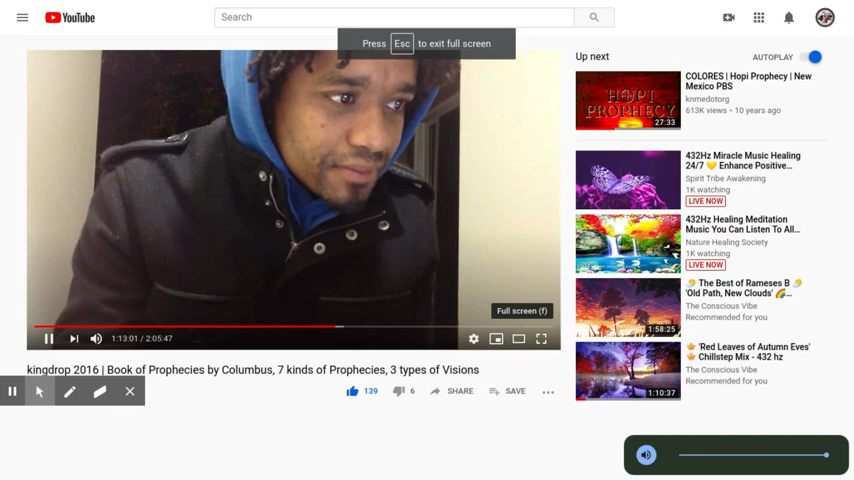 YouTube
Search
Press Esc to exit full screen
Full screen (f)
1:13:01 / 2:05:47
kingdrop 2016 | Book of Prophecies by Columbus, 7 kinds of Prophecies, 3 types of Visions
139
6
SHARE
SAVE
Up next
AUTOPLAY
HOPI
PROPHECY
27:33
COLORES | Hopi Prophecy | New
Mexico PBS
knmedotorg
613K views • 10 years ago
432Hz Miracle Music Healing
24/7 💛 Enhance Positive...
Spirit Tribe Awakening
1K watching
LIVE NOW
432Hz Healing Meditation
Music You Can Listen To All...
Nature Healing Society
1K watching
LIVE NOW
1:58:25
The Best of Rameses B
'Old Path, New Clouds' 🌈...
The Conscious Vibe
Recommended for you
1:10:37
🍁 'Red Leaves of Autumn Eves'
🍁 Chillstep Mix - 432 hz
The Conscious Vibe
Recommended for you